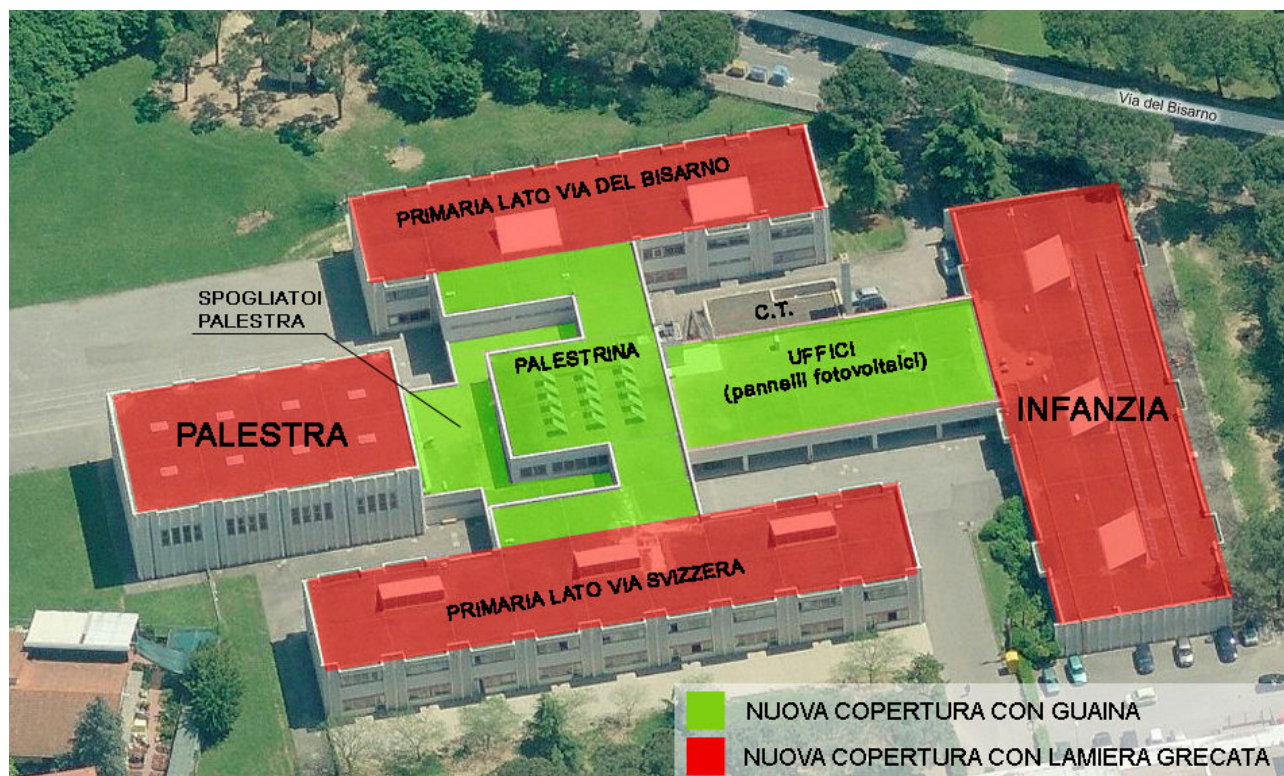 Via del Bisarno
PRIMARIA LATO VIA DEL BISARNO
SPOGLIATOI
PALESTRA
C.T.
PALESTRINA
UFFICI
(pannelli fotovoltaici)
PALESTRA
INFANZIA
PRIMARIA LATO VIA SVIZZERA
NUOVA COPERTURA CON GUAINA
NUOVA COPERTURA CON LAMIERA GRECATA